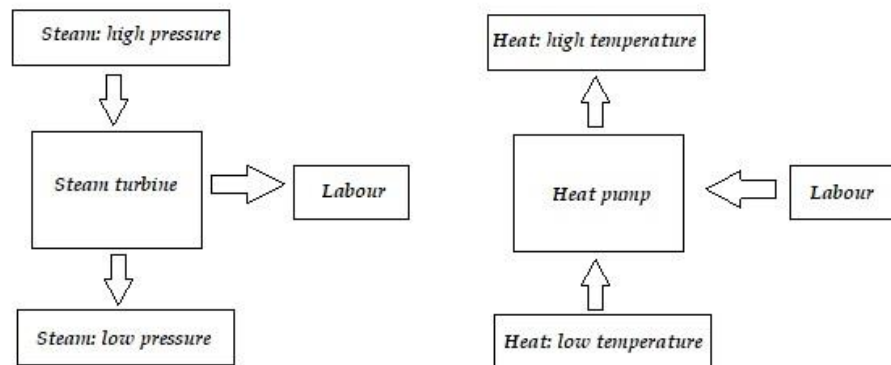 Steam: high pressure
Steam turbine
Labour
Steam: low pressure
Heat: high temperature
Heat pump
Labour
Heat: low temperature